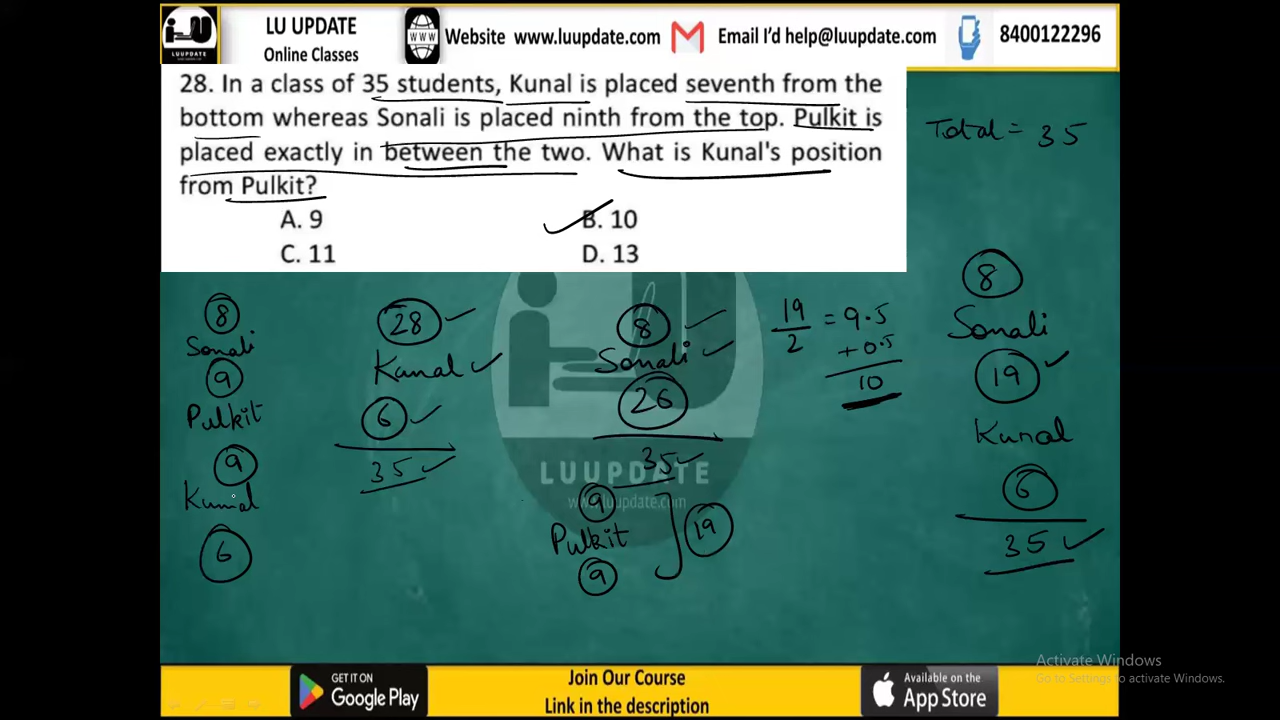 LU UPDATE
Online Classes
LUUPDATE
WWW
Website www.luupdate.com
Email I'd help@luupdate.com
8400122296
28. In a class of 35 students, Kunal is placed seventh from the
bottom whereas Sonali is placed ninth from the top. Pulkit is
placed exactly in between the two. What is Kunal's position
from Pulkit?
A. 9
B. 10
C. 11
D. 13
Total = 35
8
Sonali
9
Pulkit
9
Kunal
6
28
Kunal
6
35
8
Sonali
26
35
9
Pulkit
9
19
19/2 = 9.5
+0.5
10
8
Sonali
19
Kunal
6
35
LUUPDATE
www.luupdate.com
Activate Windows
Go to Settings to activate Windows.
GET IT ON
Google Play
Join Our Course
Link in the description
Available on the
App Store